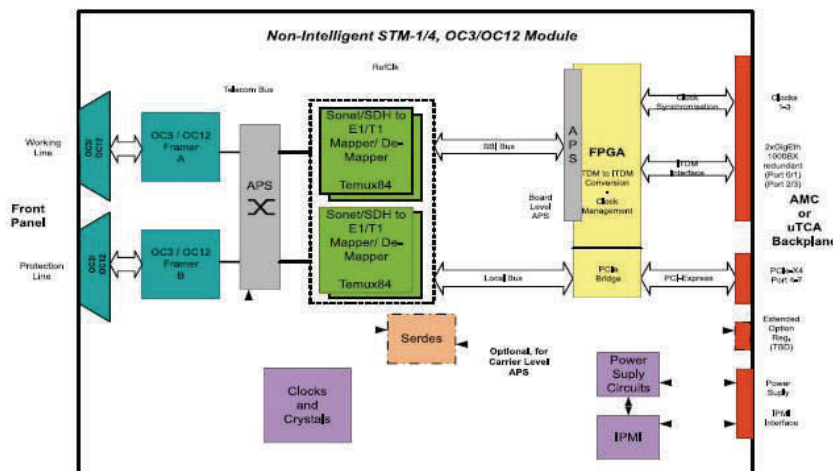 Non-Intelligent STM-1/4, OC3/OC12 Module
RefClk
Telecom Bus
Working
Line
OC3/
OC12
OC3 / OC12
Framer
A
APS
Sonet/SDH to
E1/T1
Mapper/ De-
Mapper
Temux84
SBI Bus
APS
FPGA
TDM to ITDM
Conversion
-
Clock
Management
Board
Level
APS
Clock
Synchronisation
Clocks
1-3
ITDM
Interface
2xGigEth
1000BX
redundant
(Port 0/1)
(Port 2/3)
Front
Panel
AMC
or
uTCA
Backplane
Protection
Line
OC3/
OC12
OC3 / OC12
Framer
B
Sonet/SDH to
E1/T1
Mapper/ De-
Mapper
Temux84
Local Bus
PCIe
Bridge
PCI-Express
PCIe-X4
Port 4-7
Serdes
Optional, for
Carrier Level
APS
Extended
Option
Reg.
(TBD)
Clocks
and
Crystals
Power
Suply
Circuits
IPMI
Power
Suply
IPMI
Interface